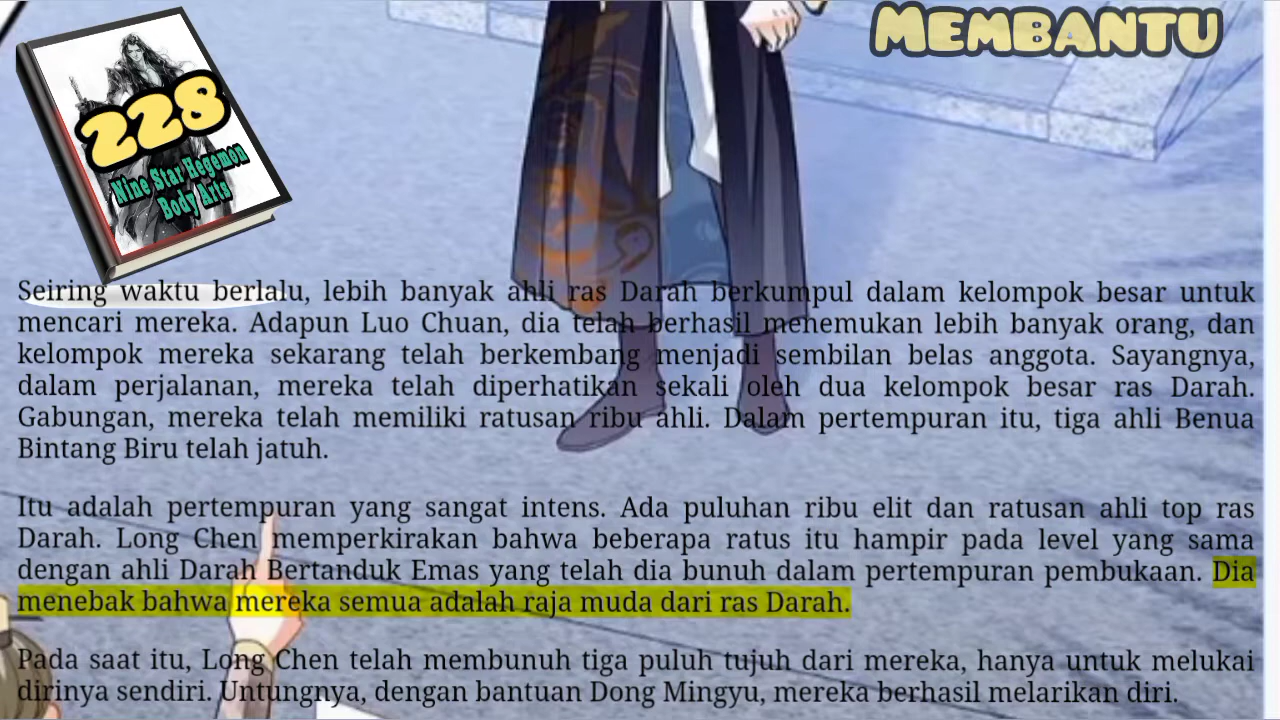 MEMBANTU
228
Nine Star Hegemon
Body Arts
Seiring waktu berlalu, lebih banyak ahli ras Darah berkumpul dalam kelompok besar untuk
mencari mereka. Adapun Luo Chuan, dia telah berhasil menemukan lebih banyak orang, dan
kelompok mereka sekarang telah berkembang menjadi sembilan belas anggota. Sayangnya,
dalam perjalanan, mereka telah diperhatikan sekali oleh dua kelompok besar ras Darah.
Gabungan, mereka telah memiliki ratusan ribu ahli. Dalam pertempuran itu, tiga ahli Benua
Bintang Biru telah jatuh.
Itu adalah pertempuran yang sangat intens. Ada puluhan ribu elit dan ratusan ahli top ras
Darah. Long Chen memperkirakan bahwa beberapa ratus itu hampir pada level yang sama
dengan ahli Darah Bertanduk Emas yang telah dia bunuh dalam pertempuran pembukaan. Dia
menebak bahwa mereka semua adalah raja muda dari ras Darah.
Pada saat itu, Long Chen telah membunuh tiga puluh tujuh dari mereka, hanya untuk melukai
dirinya sendiri. Untungnya, dengan bantuan Dong Mingyu, mereka berhasil melarikan diri.